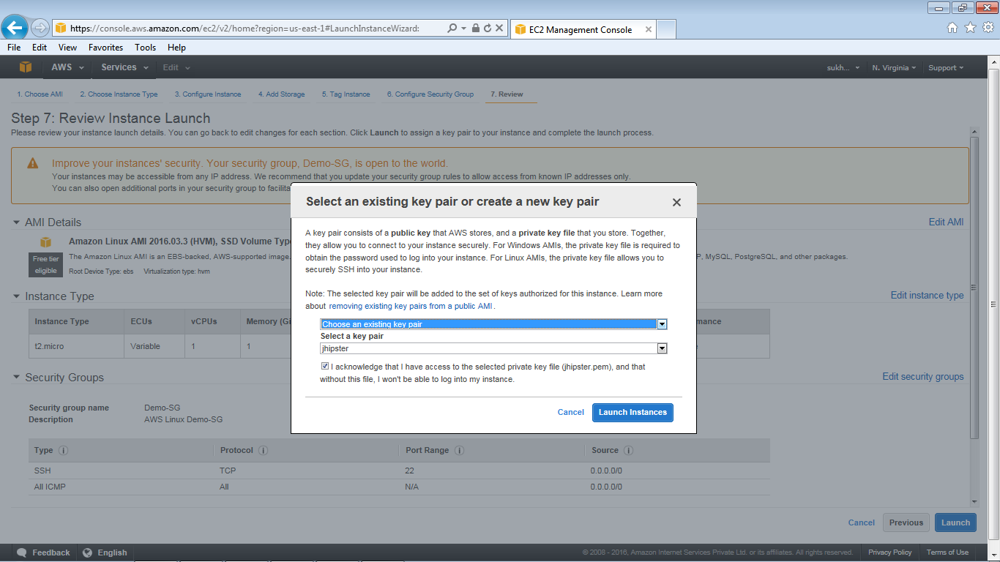 https://console.aws.amazon.com/ec2/v2/home?region=us-east-1#LaunchInstanceWizard:
EC2 Management Console
File Edit View Favorites Tools Help
AWS Services Edit sukh... N. Virginia Support
1. Choose AMI 2. Choose Instance Type 3. Configure Instance 4. Add Storage 5. Tag Instance 6. Configure Security Group 7. Review
Step 7: Review Instance Launch
Please review your instance launch details. You can go back to edit changes for each section. Click Launch to assign a key pair to your instance and complete the launch process.
Improve your instances' security. Your security group, Demo-SG, is open to the world.
Your instances may be accessible from any IP address. We recommend that you update your security group rules to allow access from known IP addresses only.
You can also open additional ports in your security group to facilita
Select an existing key pair or create a new key pair
A key pair consists of a public key that AWS stores, and a private key file that you store. Together,
they allow you to connect to your instance securely. For Windows AMIs, the private key file is required to
obtain the password used to log into your instance. For Linux AMIs, the private key file allows you to
securely SSH into your instance.
Note: The selected key pair will be added to the set of keys authorized for this instance. Learn more
about removing existing key pairs from a public AMI.
Choose an existing key pair
Select a key pair
jhipster
I acknowledge that I have access to the selected private key file (jhipster.pem), and that
without this file, I won't be able to log into my instance.
Cancel Launch Instances
AMI Details Edit AMI
Amazon Linux AMI 2016.03.3 (HVM), SSD Volume Typ
Free tier
eligible
The Amazon Linux AMI is an EBS-backed, AWS-supported image. P, MySQL, PostgreSQL, and other packages.
Root Device Type: ebs Virtualization type: hvm
Instance Type Edit instance type
Instance Type ECUs vCPUs Memory (Gi mance
t2.micro Variable 1 1
Security Groups Edit security groups
Security group name Demo-SG
Description AWS Linux Demo-SG
Type Protocol Port Range Source
SSH TCP 22 0.0.0.0/0
All ICMP All N/A 0.0.0.0/0
Cancel Previous Launch
Feedback English © 2008 - 2016, Amazon Internet Services Private Ltd. or its affiliates. All rights reserved. Privacy Policy Terms of Use